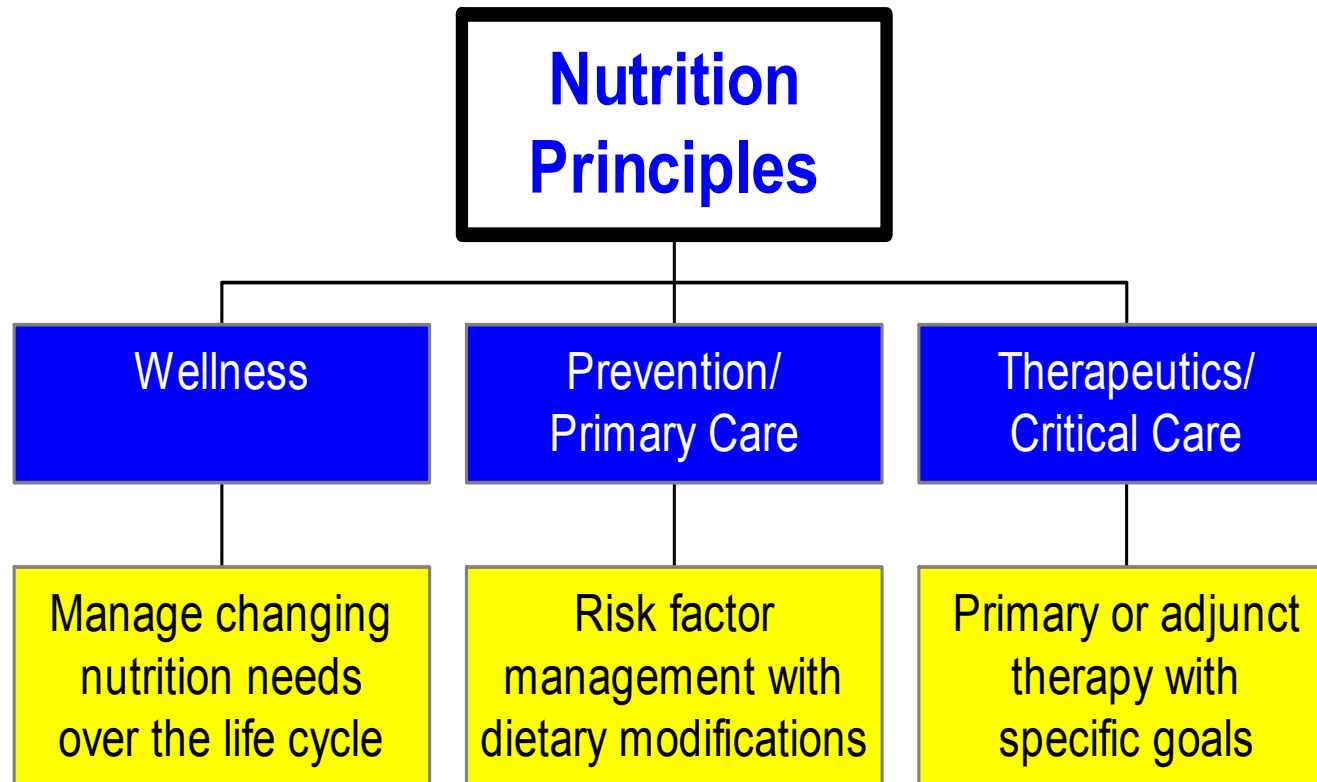 Nutrition
Principles
Wellness
Prevention/
Primary Care
Therapeutics/
Critical Care
Manage changing
nutrition needs
over the life cycle
Risk factor
management with
dietary modifications
Primary or adjunct
therapy with
specific goals